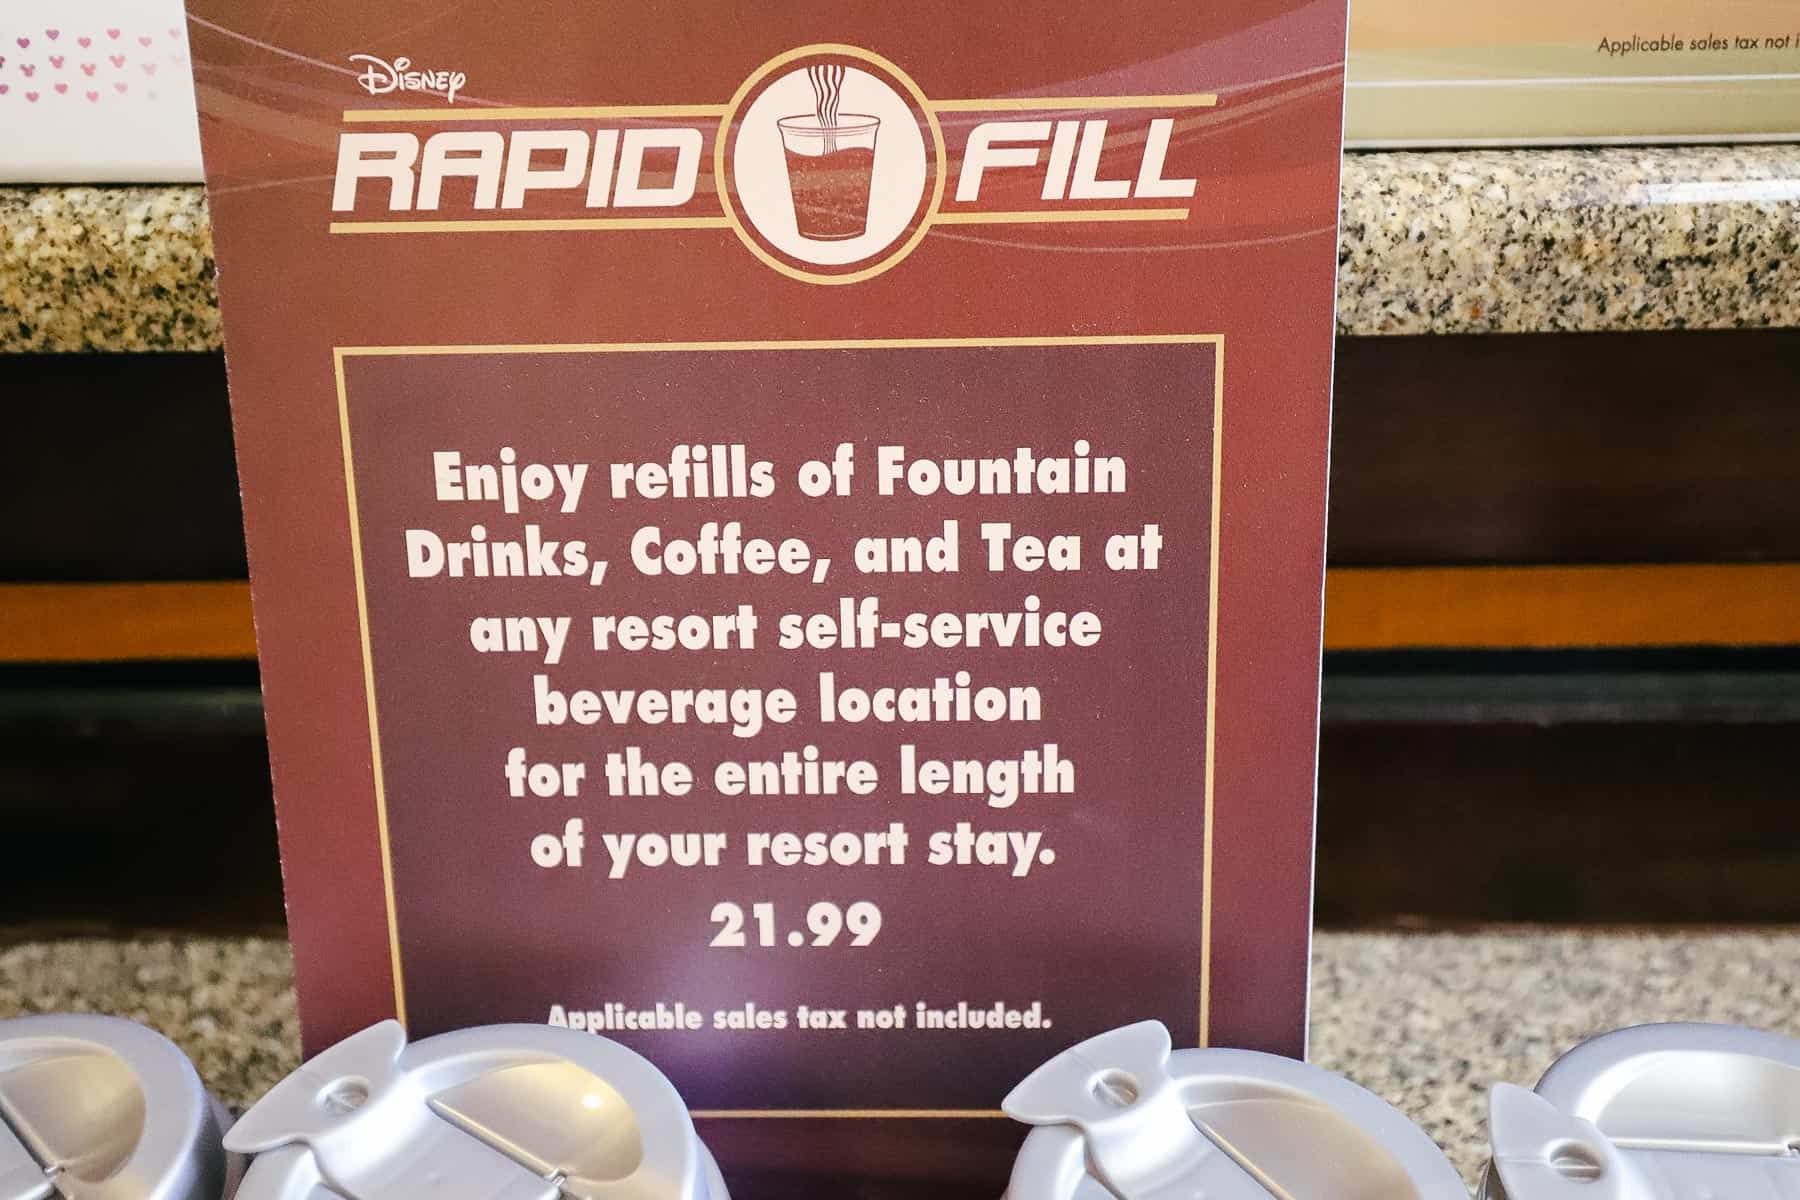 Disney
RAPID FILL
Enjoy refills of Fountain
Drinks, Coffee, and Tea at
any resort self-service
beverage location
for the entire length
of your resort stay.
21.99
Applicable sales tax not included.
Applicable sales tax not